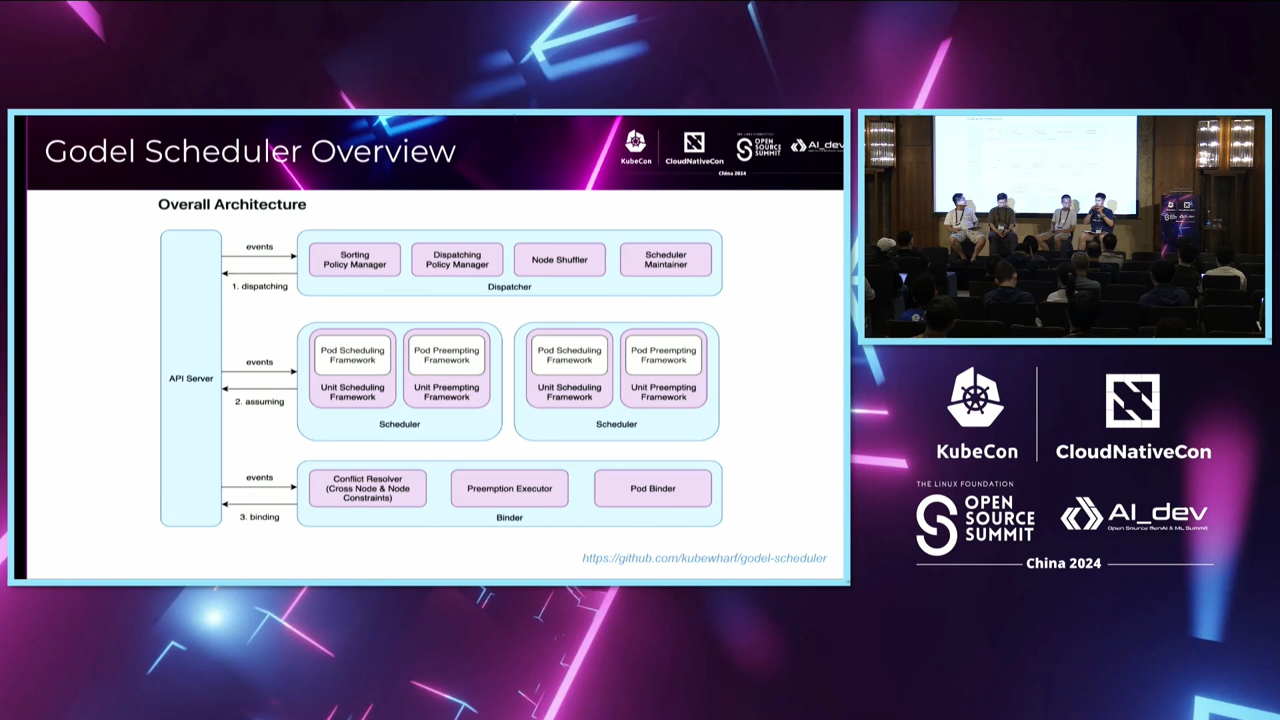 Godel Scheduler Overview
KubeCon
CloudNativeCon
THE LINUX FOUNDATION
OPEN
SOURCE
SUMMIT
AI_dev
China 2024
Overall Architecture
API Server
events
1. dispatching
Sorting
Policy Manager
Dispatching
Policy Manager
Node Shuffler
Scheduler
Maintainer
Dispatcher
events
2. assuming
Pod Scheduling
Framework
Unit Scheduling
Framework
Pod Preempting
Framework
Unit Preempting
Framework
Scheduler
Pod Scheduling
Framework
Unit Scheduling
Framework
Pod Preempting
Framework
Unit Preempting
Framework
Scheduler
events
3. binding
Conflict Resolver
(Cross Node & Node
Constraints)
Preemption Executor
Pod Binder
Binder
https://github.com/kubewharf/godel-scheduler
KubeCon
CloudNativeCon
THE LINUX FOUNDATION
OPEN
SOURCE
SUMMIT
AI_dev
Open Source GenAI & ML Summit
China 2024